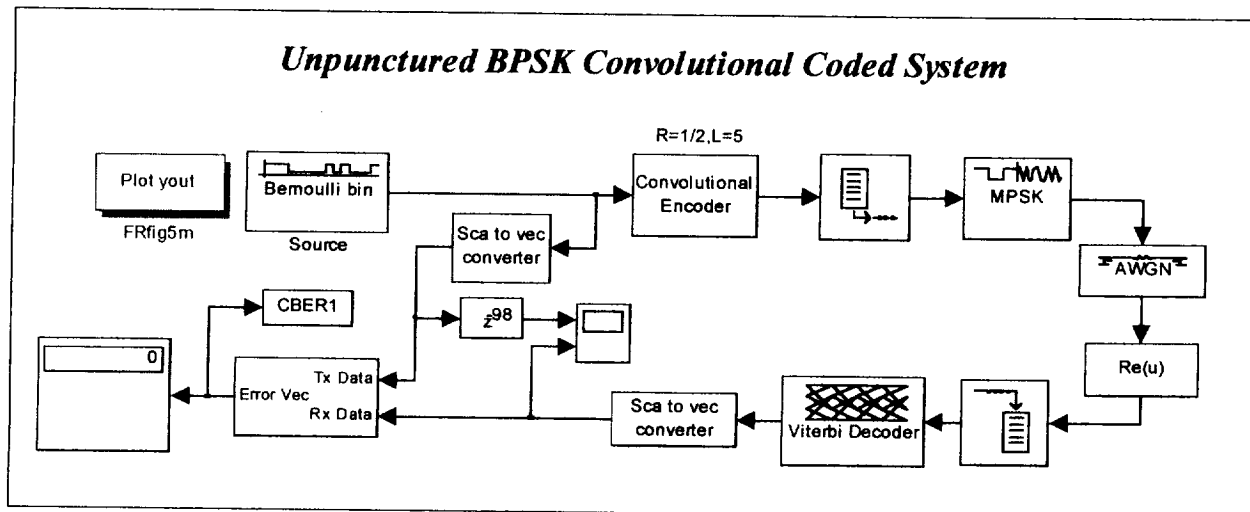 Unpunctured BPSK Convolutional Coded System
R=1/2,L=5
Plot yout
FRfig5m
Bernoulli bin
Source
Convolutional
Encoder
MPSK
Sca to vec
converter
AWGN
CBER1
z-98
0
Tx Data
Error Vec
Rx Data
Re(u)
Sca to vec
converter
Viterbi Decoder